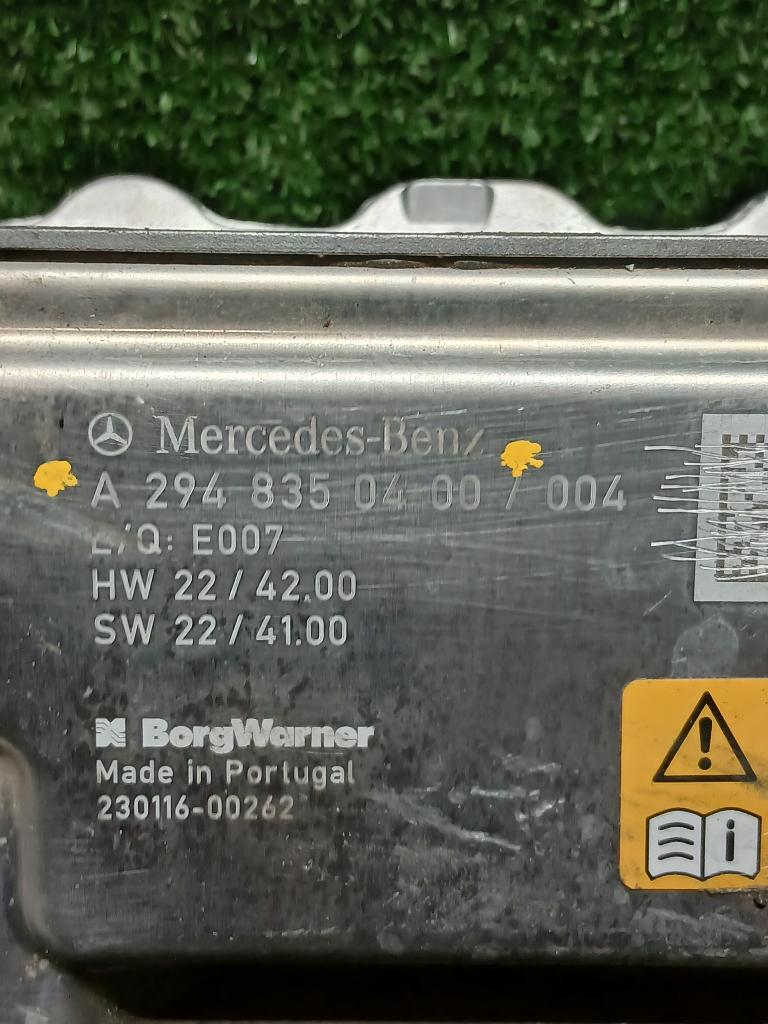 Mercedes-Benz
A 294 835 04 00 / 004
E/Q: E007
HW 22 / 42.00
SW 22 / 41.00
BorgWarner
Made in Portugal
230116-00262